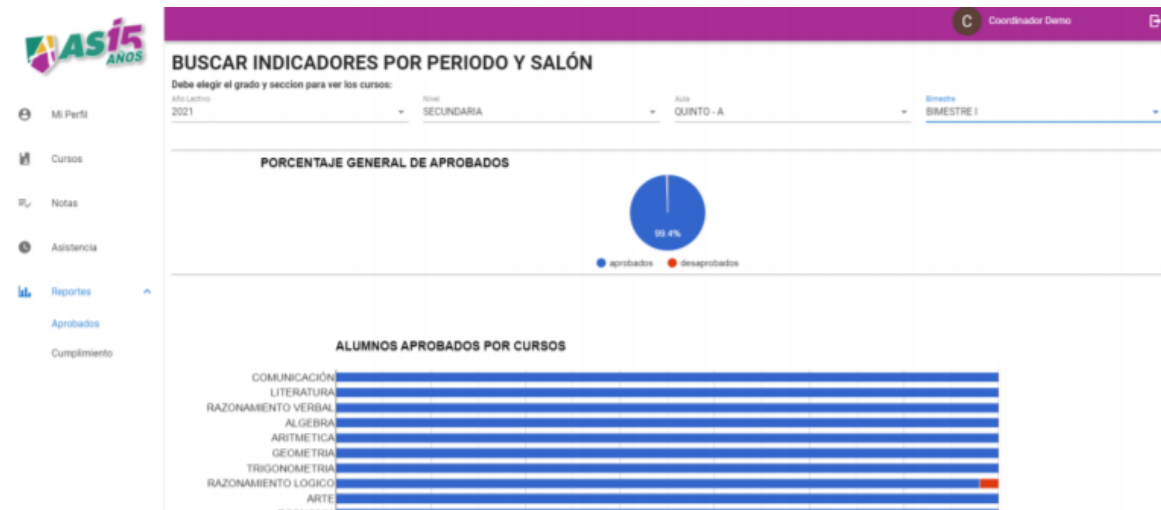 ASÍ15
AÑOS
C Coordinador Demo
Mi Perfil
Cursos
Notas
Asistencia
Reportes
Aprobados
Cumplimiento
BUSCAR INDICADORES POR PERIODO Y SALÓN
Debe elegir el grado y seccion para ver los cursos:
Año Lectivo
2021
Nivel
SECUNDARIA
Aula
QUINTO - A
Bimestre
BIMESTRE I
PORCENTAJE GENERAL DE APROBADOS
99.4%
aprobados desaprobados
ALUMNOS APROBADOS POR CURSOS
COMUNICACIÓN
LITERATURA
RAZONAMIENTO VERBAL
ALGEBRA
ARITMETICA
GEOMETRIA
TRIGONOMETRIA
RAZONAMIENTO LOGICO
ARTE